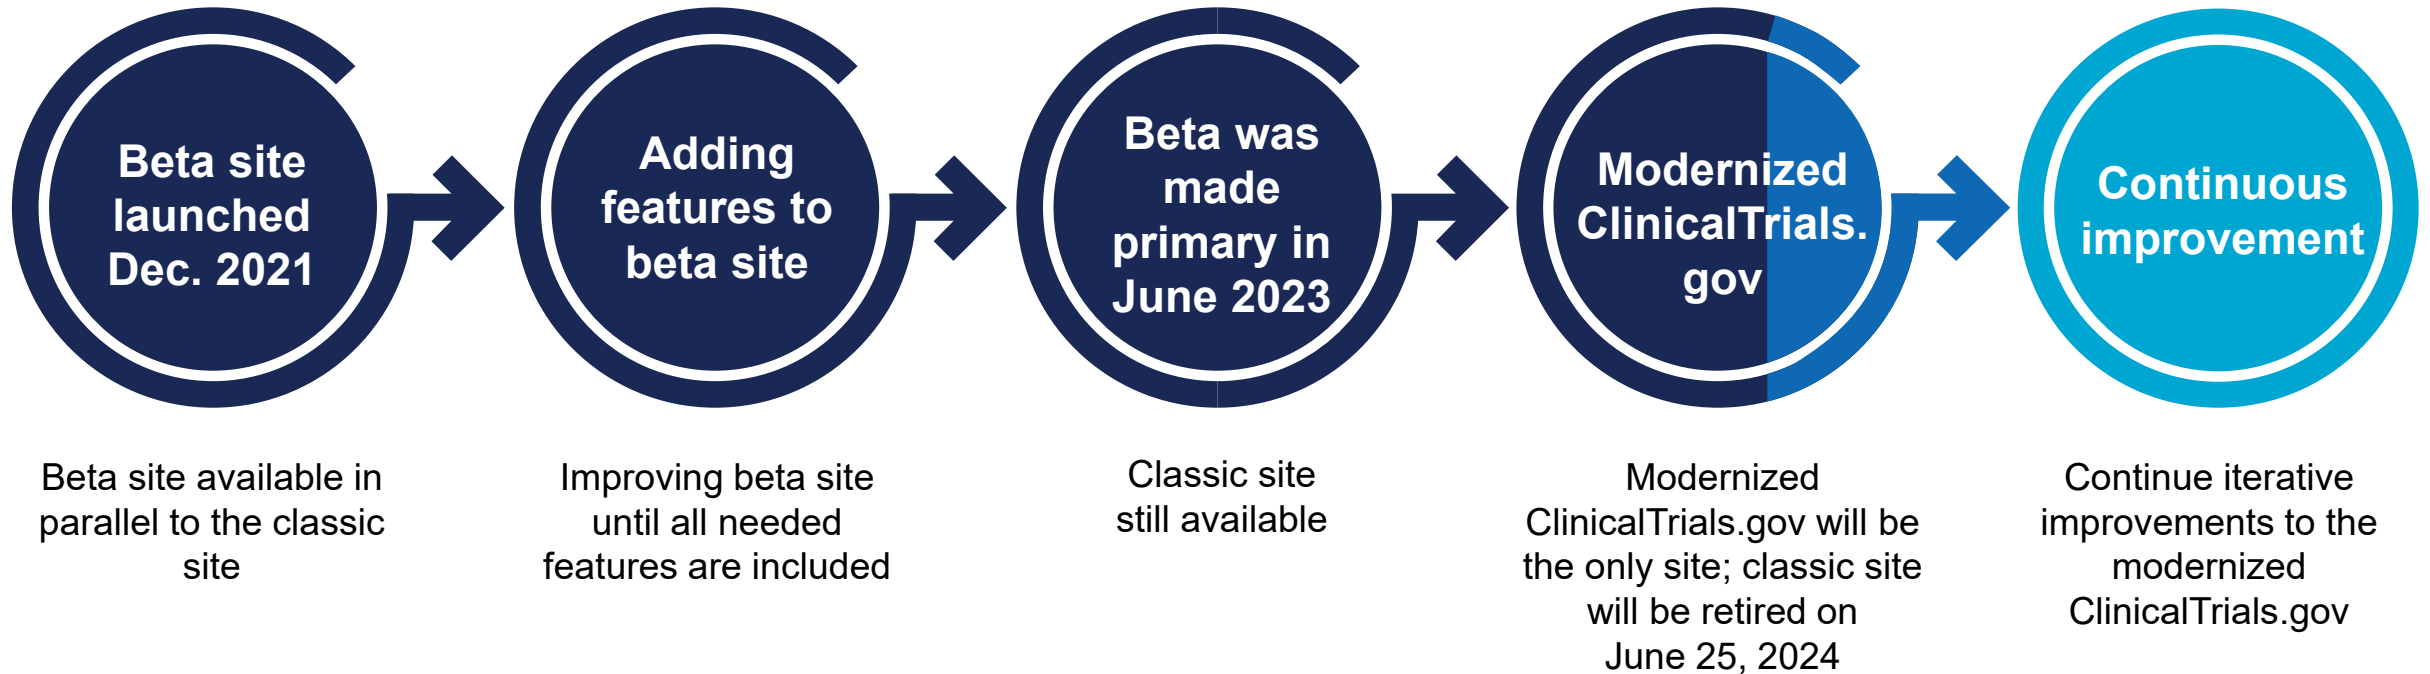 Beta site
launched
Dec. 2021
Adding
features to
beta site
Beta was
made
primary in
June 2023
Modernized
ClinicalTrials.
gov
Continuous
improvement
Beta site available in
parallel to the classic
site
Improving beta site
until all needed
features are included
Classic site
still available
Modernized
ClinicalTrials.gov will be
the only site; classic site
will be retired on
June 25, 2024
Continue iterative
improvements to the
modernized
ClinicalTrials.gov